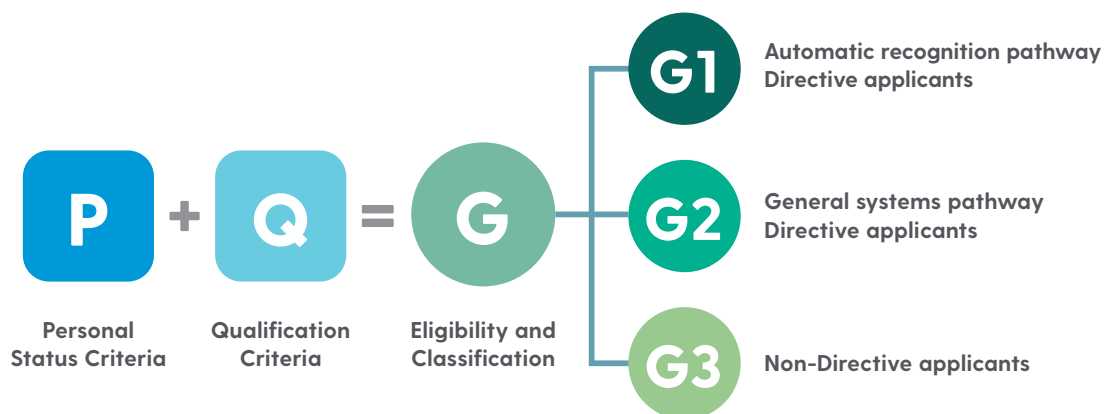 P
+
Q
=
G
Personal
Status Criteria
Qualification
Criteria
Eligibility and
Classification
G1
Automatic recognition pathway
Directive applicants
G2
General systems pathway
Directive applicants
G3
Non-Directive applicants